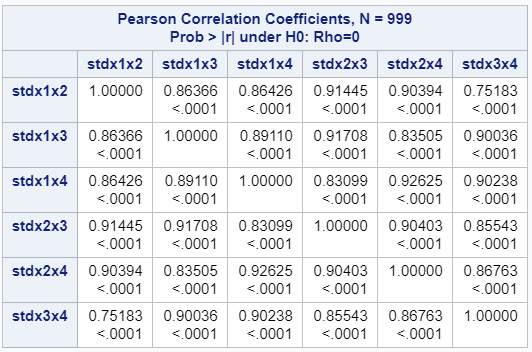 Pearson Correlation Coefficients, N = 999
Prob > |r| under H0: Rho=0
stdx1x2 stdx1x3 stdx1x4 stdx2x3 stdx2x4 stdx3x4
stdx1x2 1.00000 0.86366 0.86426 0.91445 0.90394 0.75183
<.0001 <.0001 <.0001 <.0001 <.0001
stdx1x3 0.86366 1.00000 0.89110 0.91708 0.83505 0.90036
<.0001 <.0001 <.0001 <.0001 <.0001
stdx1x4 0.86426 0.89110 1.00000 0.83099 0.92625 0.90238
<.0001 <.0001 <.0001 <.0001 <.0001
stdx2x3 0.91445 0.91708 0.83099 1.00000 0.90403 0.85543
<.0001 <.0001 <.0001 <.0001 <.0001
stdx2x4 0.90394 0.83505 0.92625 0.90403 1.00000 0.86763
<.0001 <.0001 <.0001 <.0001 <.0001
stdx3x4 0.75183 0.90036 0.90238 0.85543 0.86763 1.00000
<.0001 <.0001 <.0001 <.0001 <.0001